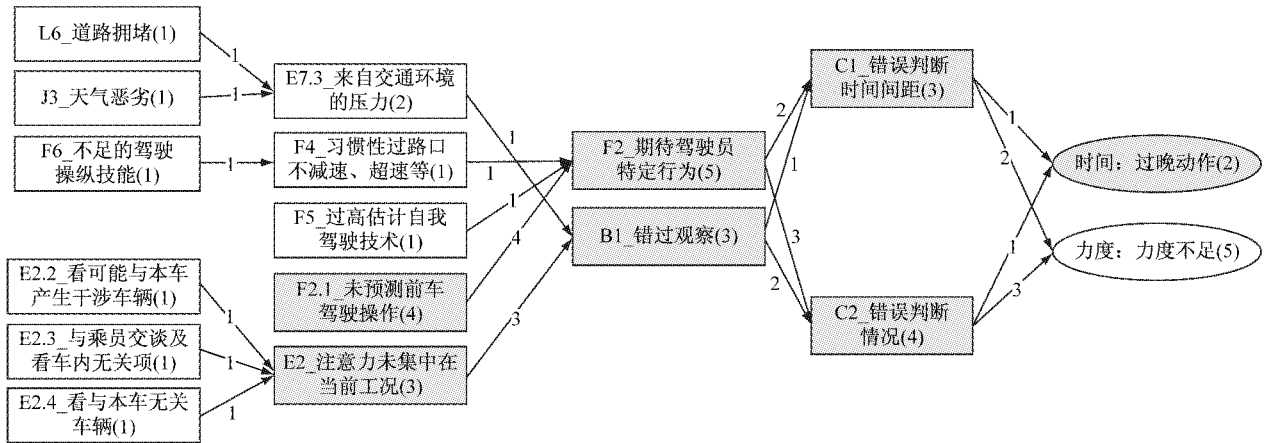 L6_道路拥堵(1)
J3_天气恶劣(1)
F6_不足的驾驶
操纵技能(1)
E2.2_看可能与本车
产生干涉车辆(1)
E2.3_与乘员交谈及
看车内无关项(1)
E2.4_看与本车无关
车辆(1)
1
1
1
1
1
1
E7.3_来自交通环境
的压力(2)
F4_习惯性过路口
不减速、超速等(1)
F5_过高估计自我
驾驶技术(1)
F2.1_未预测前车
驾驶操作(4)
E2_注意力未集中在
当前工况(3)
1
1
1
4
3
F2_期待驾驶员
特定行为(5)
B1_错过观察(3)
2
1
3
2
C1_错误判断
时间间距(3)
C2_错误判断
情况(4)
1
2
1
3
时间：过晚动作(2)
力度：力度不足(5)